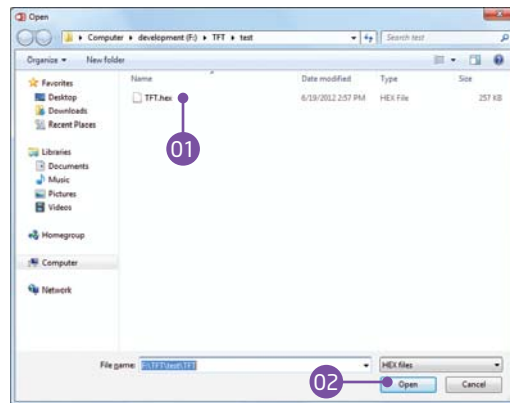 Open
Computer ▸ development (F:) ▸ TFT ▸ test
Search test
Organize
New folder
Name
Date modified
Type
Size
Favorites
Desktop
Downloads
Recent Places
TFT.hex
6/19/2012 2:57 PM
HEX File
257 KB
01
Libraries
Documents
Music
Pictures
Videos
Homegroup
Computer
Network
File name:
F:\TFT\test\TFT
HEX files
02
Open
Cancel